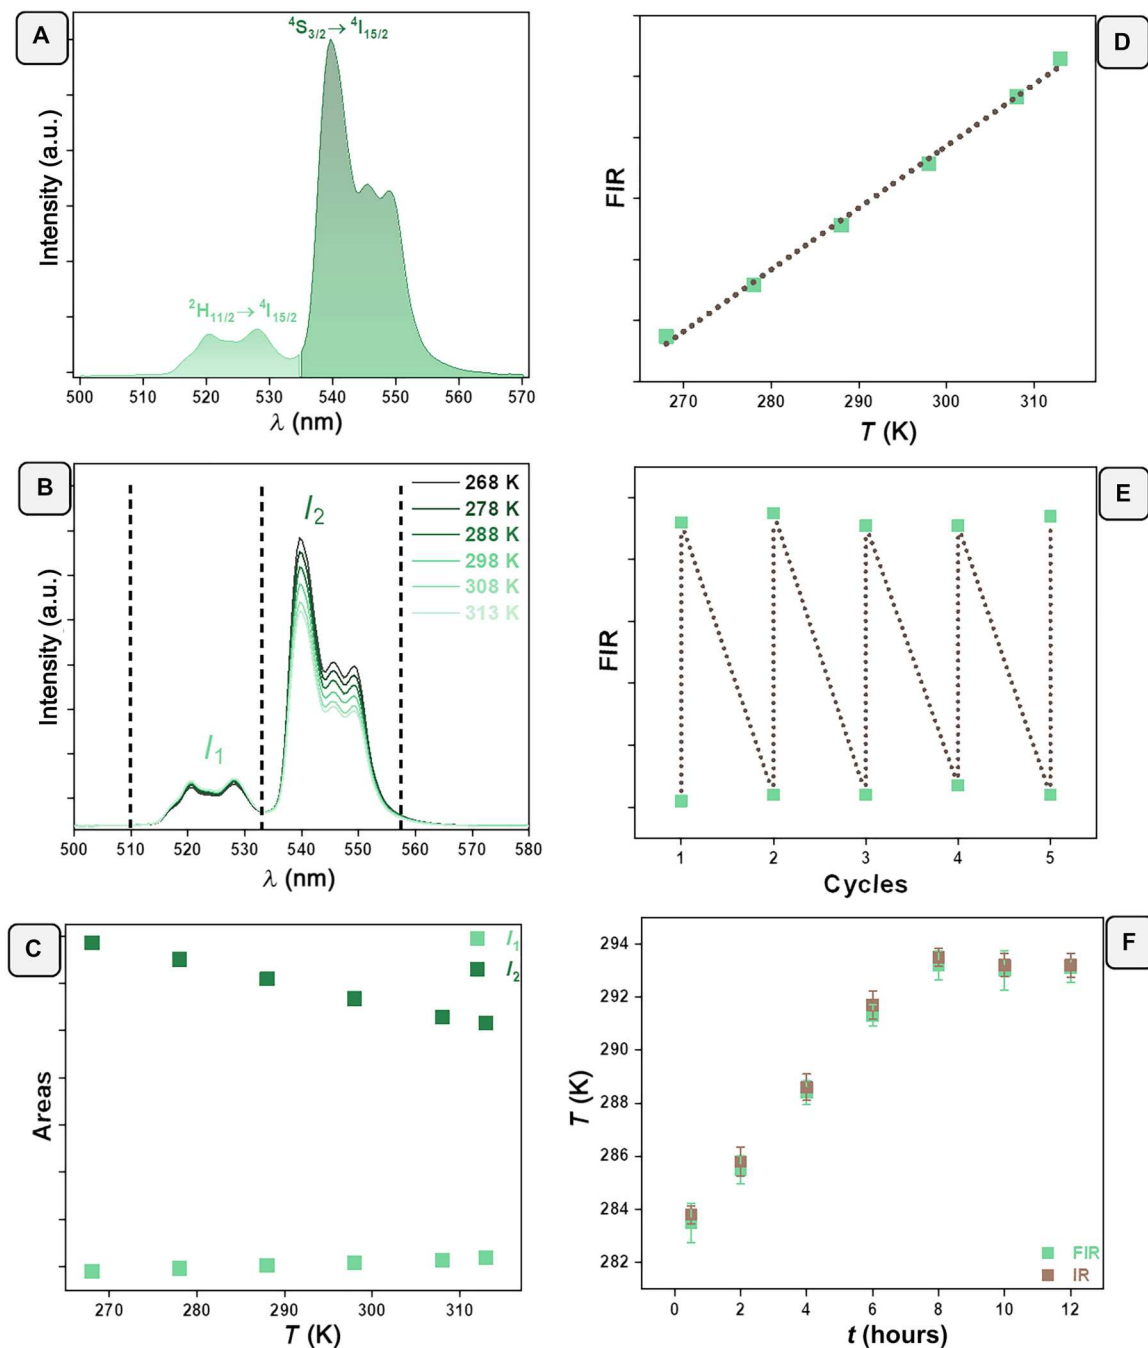 A
⁴S₃/₂→⁴I₁₅/₂
²H₁₁/₂→⁴I₁₅/₂
Intensity (a.u.)
500 510 520 530 540 550 560 570
λ (nm)
D
FIR
270 280 290 300 310
T (K)
B
I₁
I₂
268 K
278 K
288 K
298 K
308 K
313 K
Intensity (a.u.)
500 510 520 530 540 550 560 570 580
λ (nm)
E
FIR
1 2 3 4 5
Cycles
C
I₁
I₂
Areas
270 280 290 300 310
T (K)
F
294
292
290
288
286
284
282
T (K)
FIR
IR
0 2 4 6 8 10 12
t (hours)